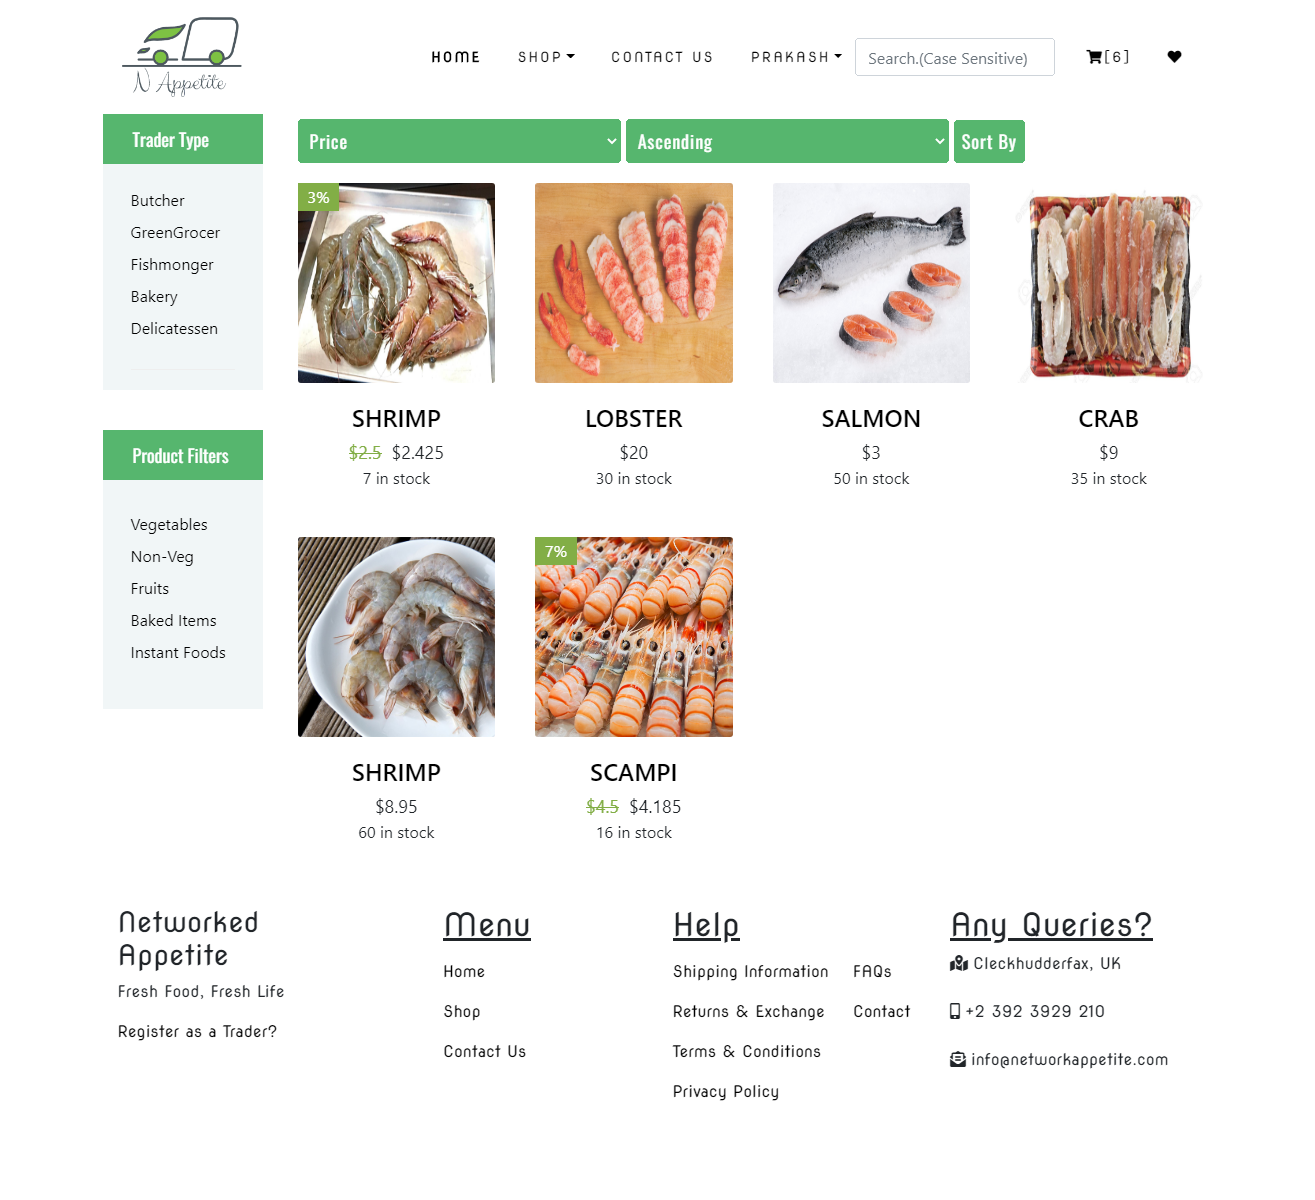 N Appetite
HOME SHOP CONTACT US PRAKASH Search.(Case Sensitive) [6]
Trader Type
Butcher
GreenGrocer
Fishmonger
Bakery
Delicatessen
Product Filters
Vegetables
Non-Veg
Fruits
Baked Items
Instant Foods
Price Ascending Sort By
3%
SHRIMP LOBSTER SALMON CRAB
$2.5 $2.425 $20 $3 $9
7 in stock 30 in stock 50 in stock 35 in stock
7%
SHRIMP SCAMPI
$8.95 $4.5 $4.185
60 in stock 16 in stock
Networked
Appetite
Fresh Food, Fresh Life
Register as a Trader?
Menu
Home
Shop
Contact Us
Help
Shipping Information FAQs
Returns & Exchange Contact
Terms & Conditions
Privacy Policy
Any Queries?
Cleckhudderfax, UK
+2 392 3929 210
info@networkappetite.com